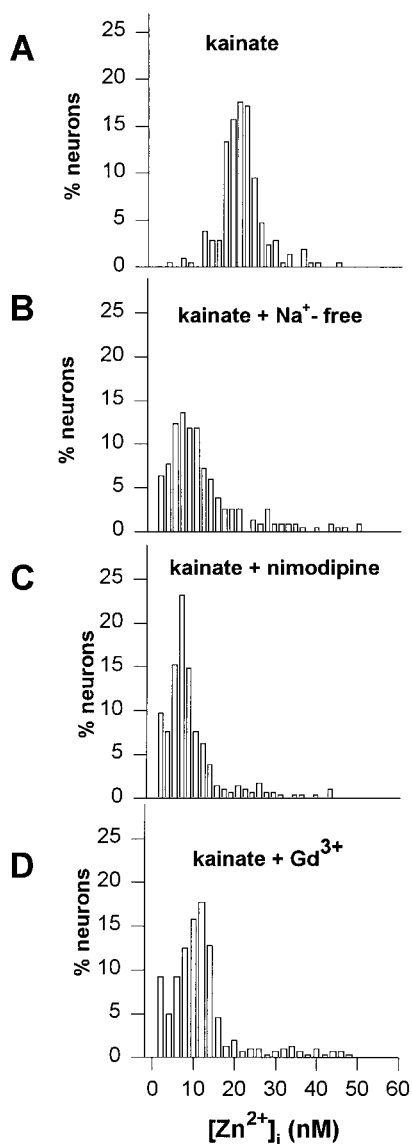 A
kainate
25
20
15
10
5
0
% neurons
B
kainate + Na⁺- free
25
20
15
10
5
0
% neurons
C
kainate + nimodipine
25
20
15
10
5
0
% neurons
D
kainate + Gd³⁺
25
20
15
10
5
0
% neurons
0 10 20 30 40 50 60
[Zn²⁺]ᵢ (nM)